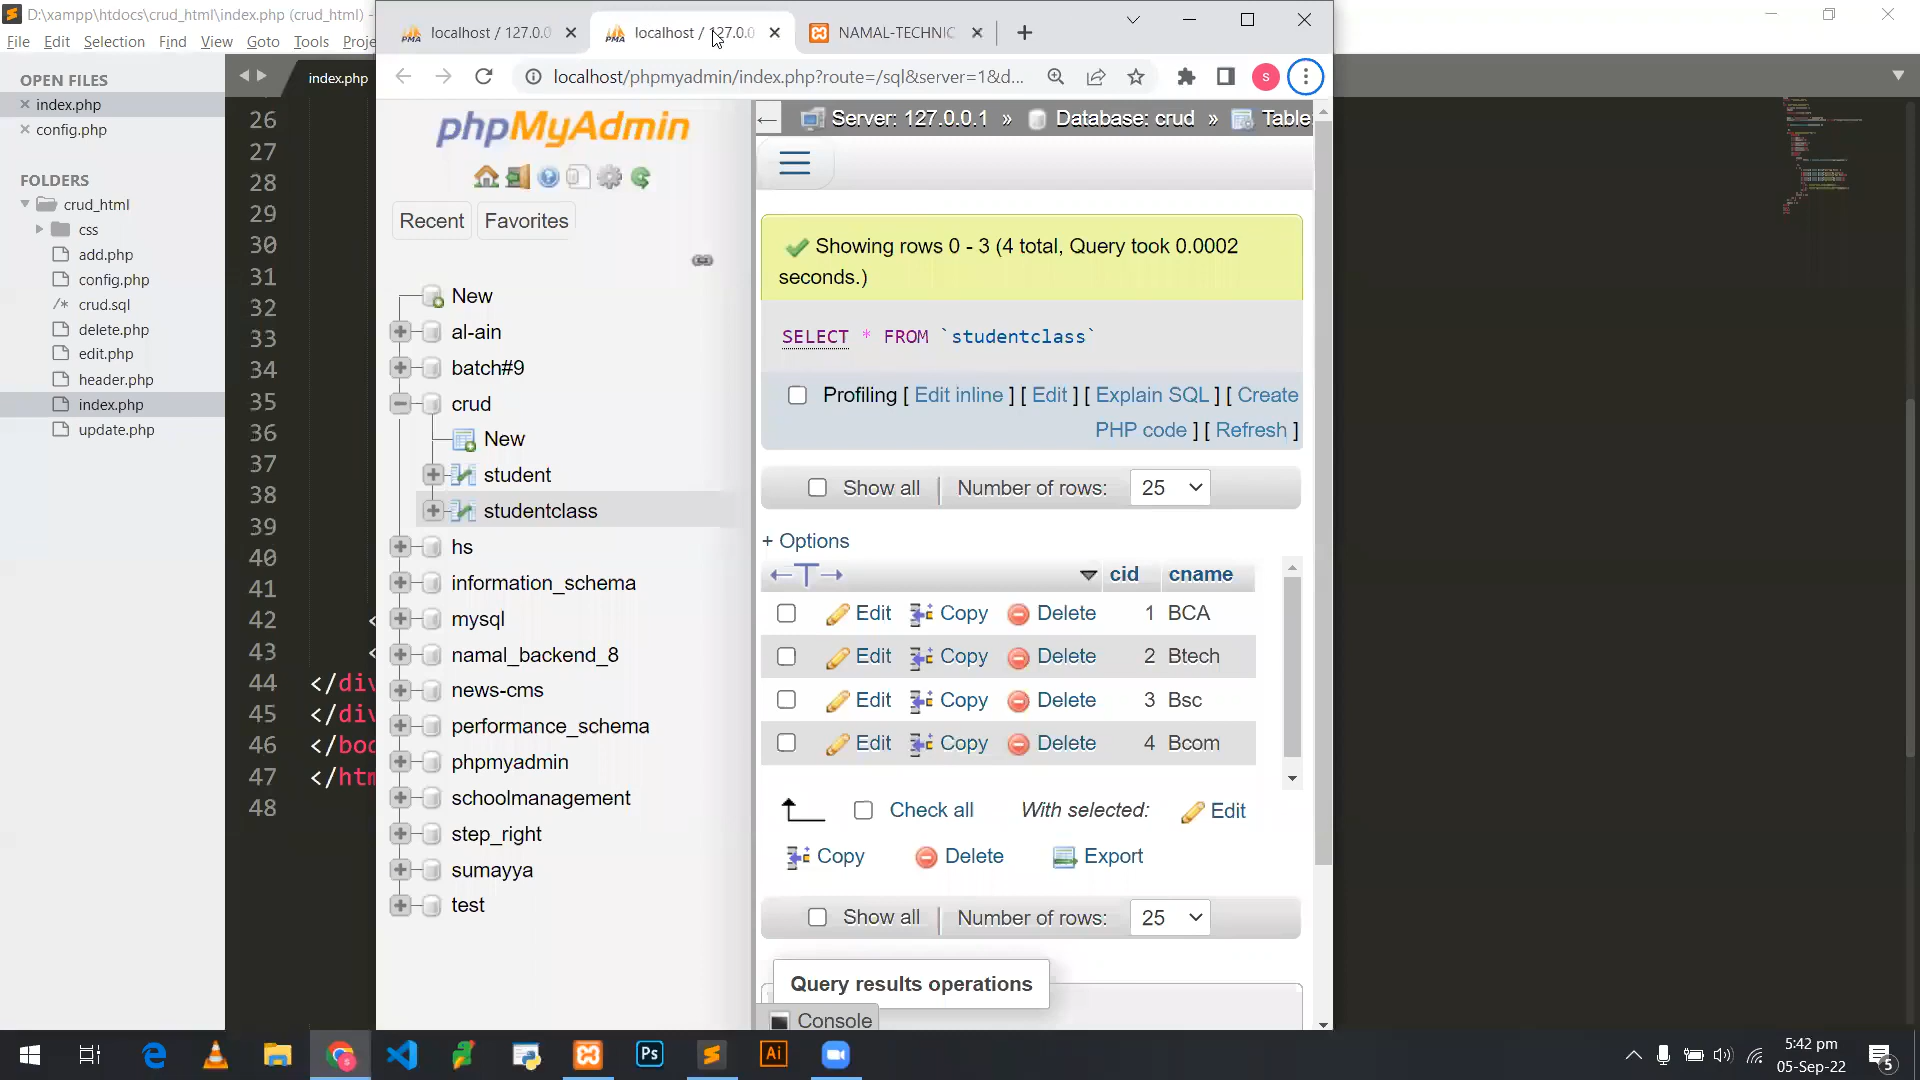 D:\xampp\htdocs\crud_html\index.php (crud_html) -
File Edit Selection Find View Goto Tools Proje
OPEN FILES
index.php
config.php
FOLDERS
crud_html
css
add.php
config.php
/* crud.sql
delete.php
edit.php
header.php
index.php
update.php
index.php
26
27
28
29
30
31
32
33
34
35
36
37
38
39
40
41
42 <
43 <
44 </div
45 </div
46 </bod
47 </htm
48
localhost / 127.0.0
localhost / 127.0.0
NAMAL-TECHNIC
localhost/phpmyadmin/index.php?route=/sql&server=1&d...
s
phpMyAdmin
Recent Favorites
New
al-ain
batch#9
crud
New
student
studentclass
hs
information_schema
mysql
namal_backend_8
news-cms
performance_schema
phpmyadmin
schoolmanagement
step_right
sumayya
test
Server: 127.0.0.1 » Database: crud » Table
Showing rows 0 - 3 (4 total, Query took 0.0002
seconds.)
SELECT * FROM `studentclass`
Profiling [ Edit inline ] [ Edit ] [ Explain SQL ] [ Create
PHP code ] [ Refresh ]
Show all Number of rows: 25
+ Options
←T→ cid cname
Edit Copy Delete 1 BCA
Edit Copy Delete 2 Btech
Edit Copy Delete 3 Bsc
Edit Copy Delete 4 Bcom
Check all With selected: Edit
Copy Delete Export
Show all Number of rows: 25
Query results operations
Console
Ps
Ai
5:42 pm
05-Sep-22
5